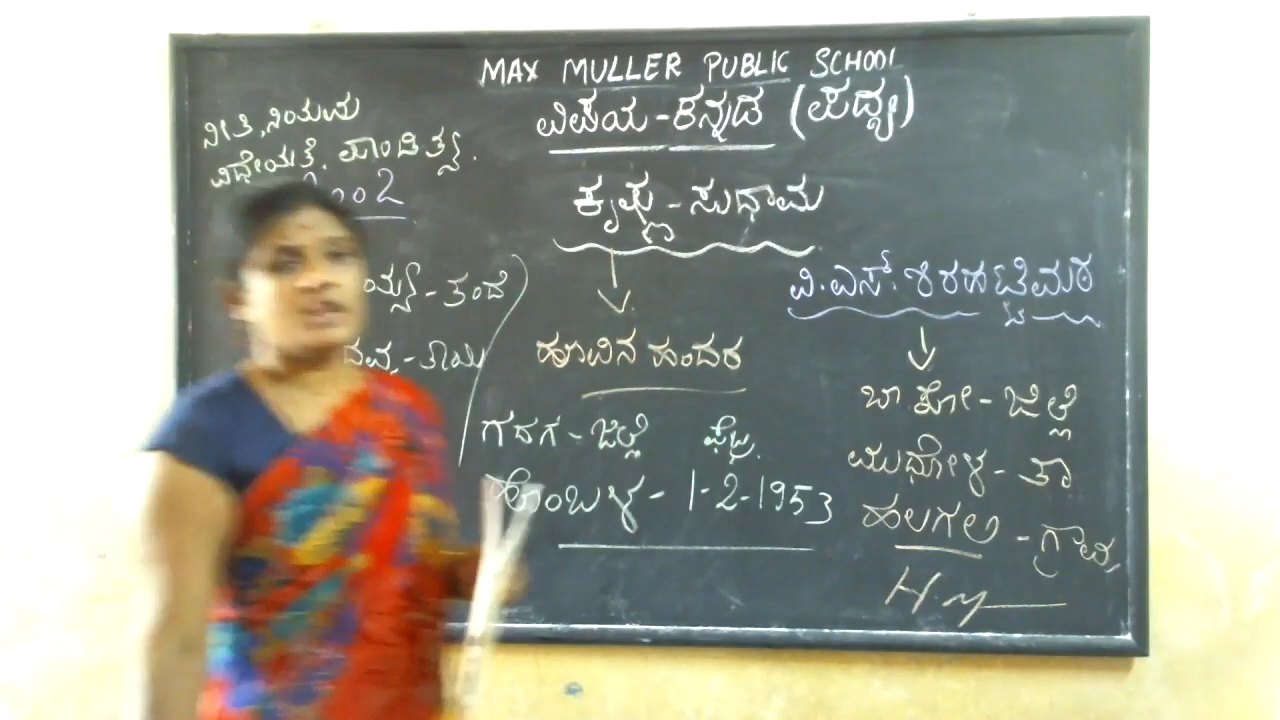 MAX MULLER PUBLIC SCHOOL
ವಿಷಯ-ಕನ್ನಡ (ಪದ್ಯ)
ನೀತಿ, ನಿಯಮ
ವಿಧೇಯತೆ. ಪಾಂಡಿತ್ಯ.
ಕೃಷ್ಣ-ಸುಧಾಮ
ವಿ.ಎಸ್. ಶಿರಹಟ್ಟಿಮಠ
ತಂದೆ
ತಾಯಿ
ಹೂವಿನ ಹಂದರ
ಗದಗ-ಜಿಲ್ಲೆ ಫೆಬ್ರ.
ಹೊಂಬಳ- 1-2-1953
ಜಿಲ್ಲೆ
ಮುಧೋಳ-ತಾ
ಹಲಗಲಿ-ಗ್ರಾಮ